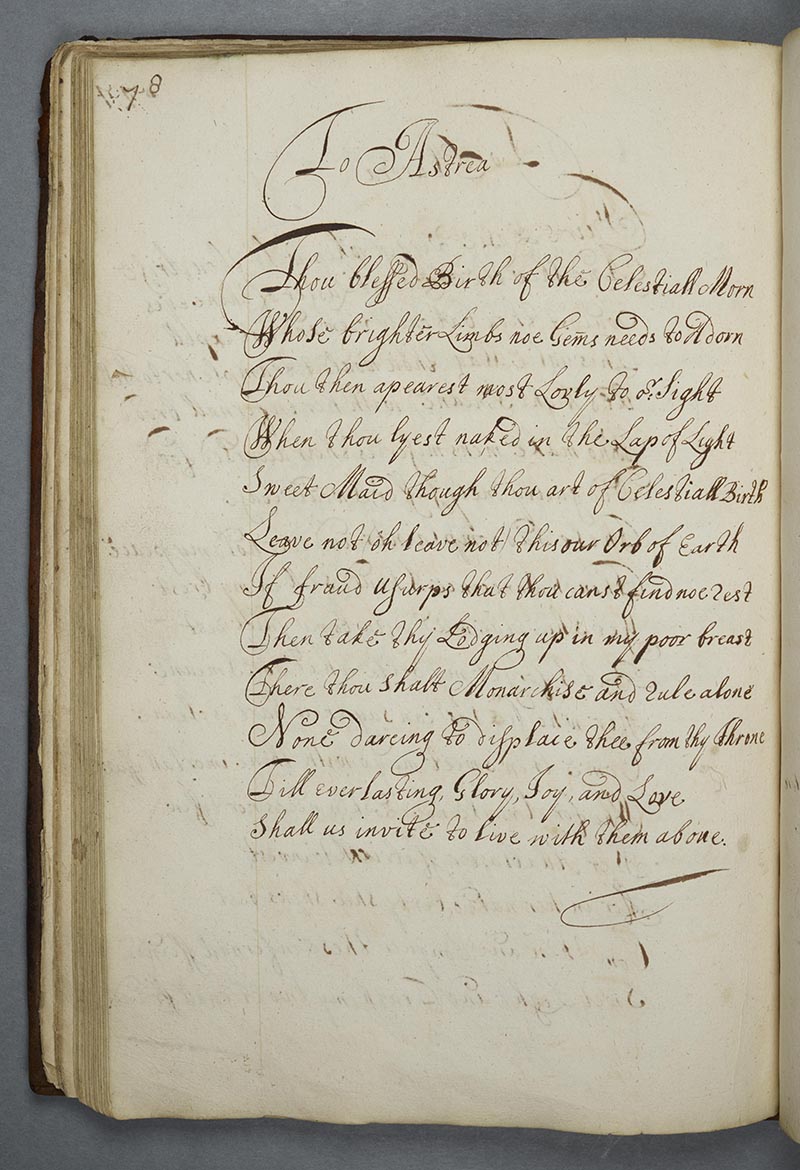 78
To Astrea
Thou blessed Birth of the Celestiall Morn
Whose brighter Limbs noe Gem̄s needs to Adorn
Thou then apearest most Lovly to oʳ Sight
When thou lyest naked in the Lap of Light
Sweet Maid though thou art of Celestiall Birth
Leave not oh leave not this our Orb of Earth
If fraud usurps that thou canst find noe rest
Then take thy Lodging up in my poor breast
There thou shalt Monarchise and rule alone
None dareing to displace thee from thy Throne
Till everlasting, Glory, Joy, and Love
Shall us invite to live with them above.